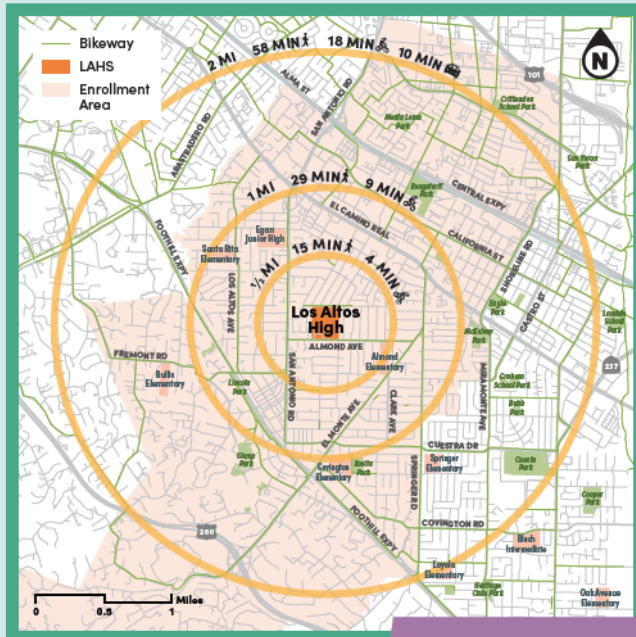 Bikeway
LAHS
Enrollment
Area
2 MI
58 MIN
18 MIN
10 MIN
N
101
ALMA ST
SAN ANTONIO RD
ARASTRADERO RD
Crittenden
School Park
Monta Loma
Park
San Veron
Park
Rengstorff
Park
CENTRAL EXPY
1 MI
29 MIN
9 MIN
EL CAMINO REAL
CALIFORNIA ST
SHORELINE RD
CASTRO ST
FOOTHILL EXPY
Egan
Junior High
Santa Rita
Elementary
LOS ALTOS AVE
½ MI
15 MIN
4 MIN
Los Altos
High
ALMOND AVE
Almond
Elementary
SAN ANTONIO RD
Eagle
Park
Landels
School
Park
McKelvey
Park
237
FREMONT RD
Bullis
Elementary
Lincoln
Park
Graham
School Park
Bubb
Park
MIRAMONTE AVE
CLARK AVE
EL MONTE AVE
CUESTRA DR
Springer
Elementary
Cuesta
Park
Shoup
Park
Covington
Elementary
Rosita
Park
SPRINGER RD
Cooper
Park
FOOTHILL EXPY
COVINGTON RD
280
Blach
Intermediate
Loyola
Elementary
Heritage
Oaks Park
Oak Avenue
Elementary
0
0.5
1
Miles